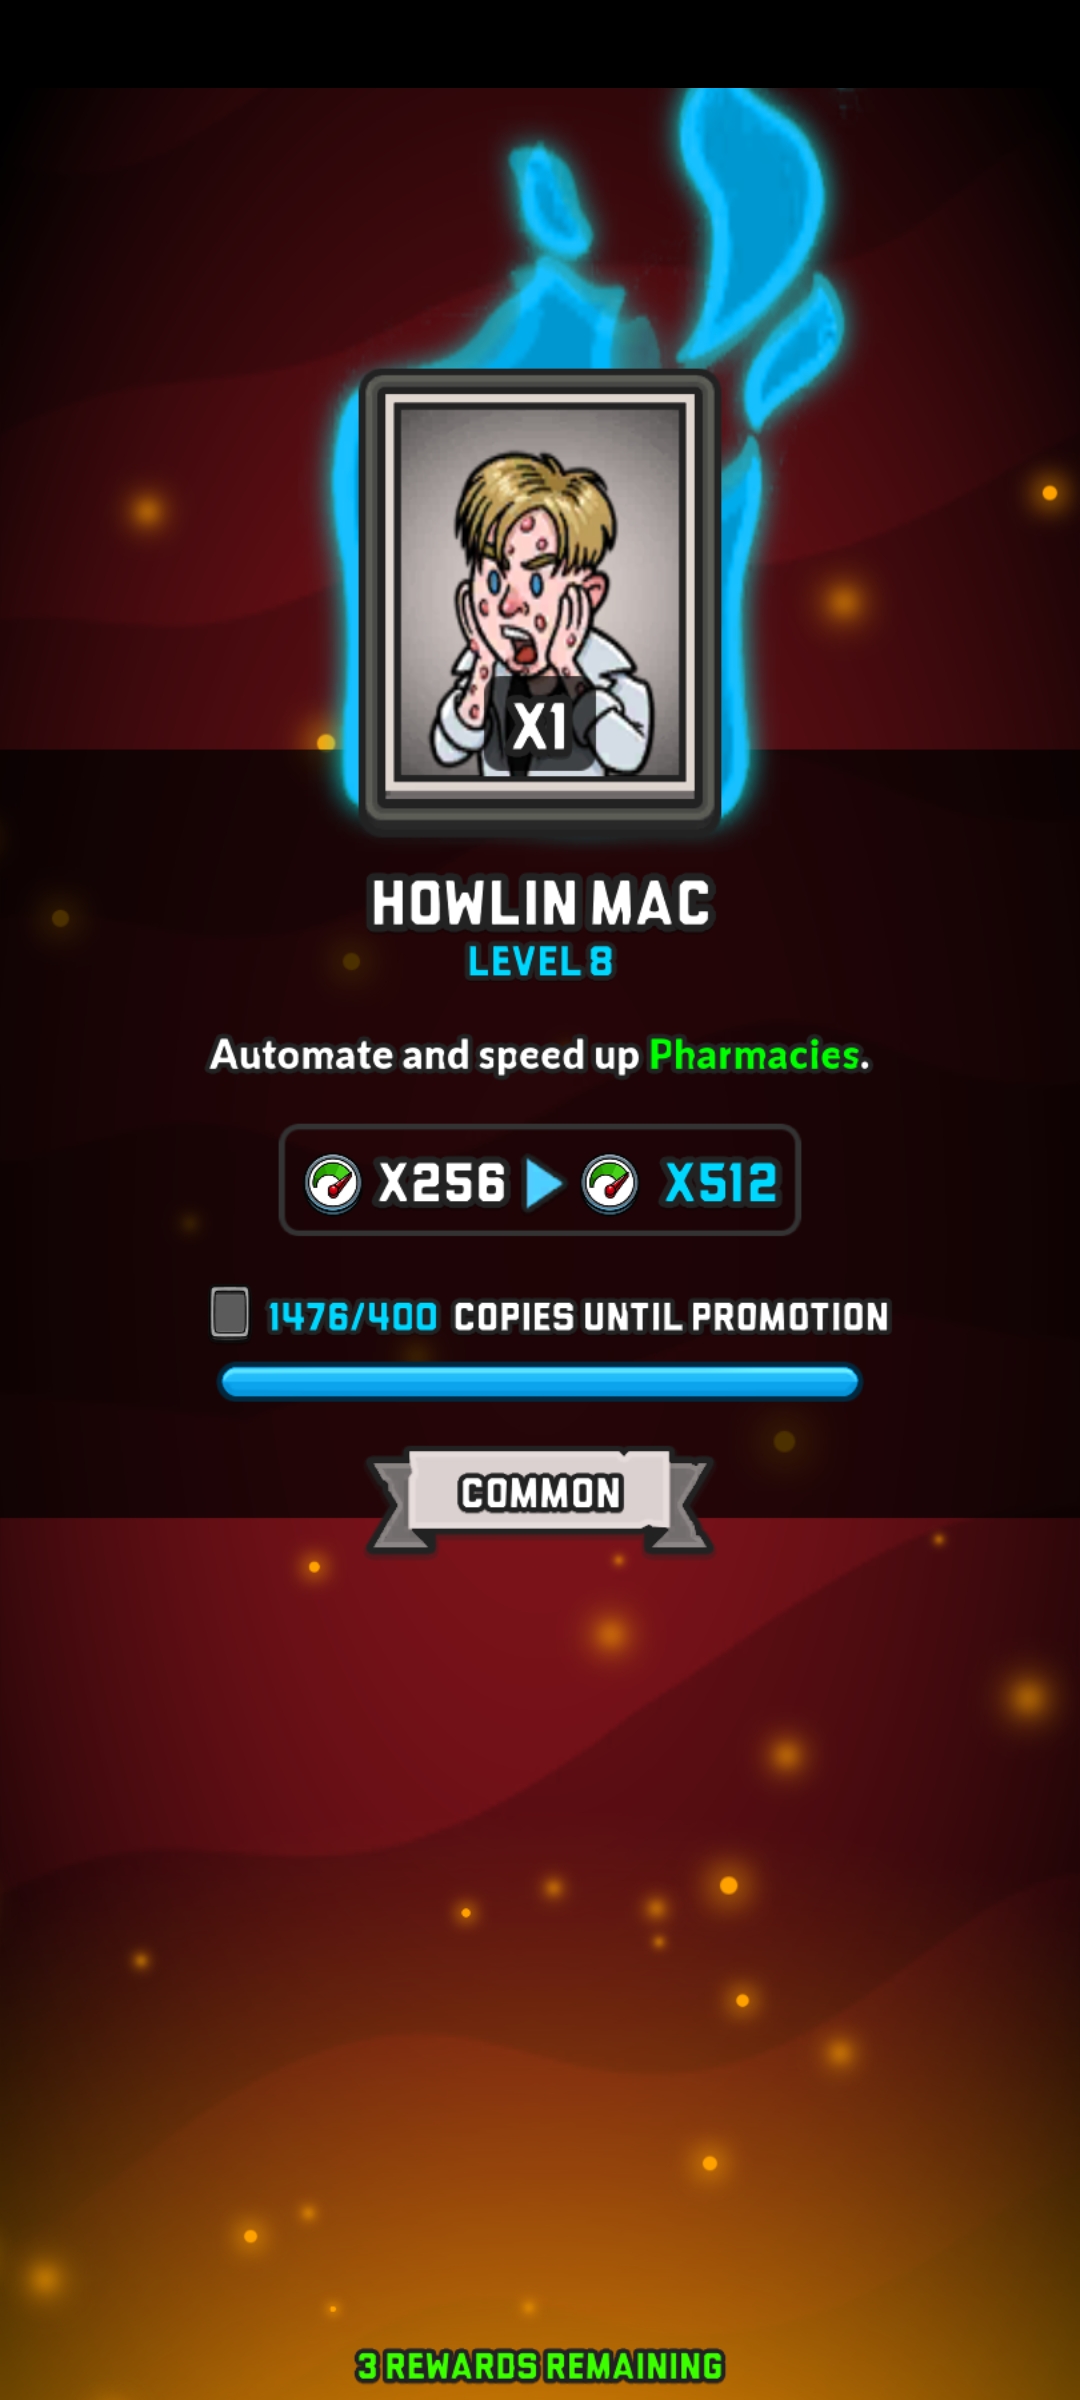 X1
HOWLIN MAC
LEVEL 8
Automate and speed up Pharmacies.
X256 X512
1476/400 COPIES UNTIL PROMOTION
COMMON
3 REWARDS REMAINING